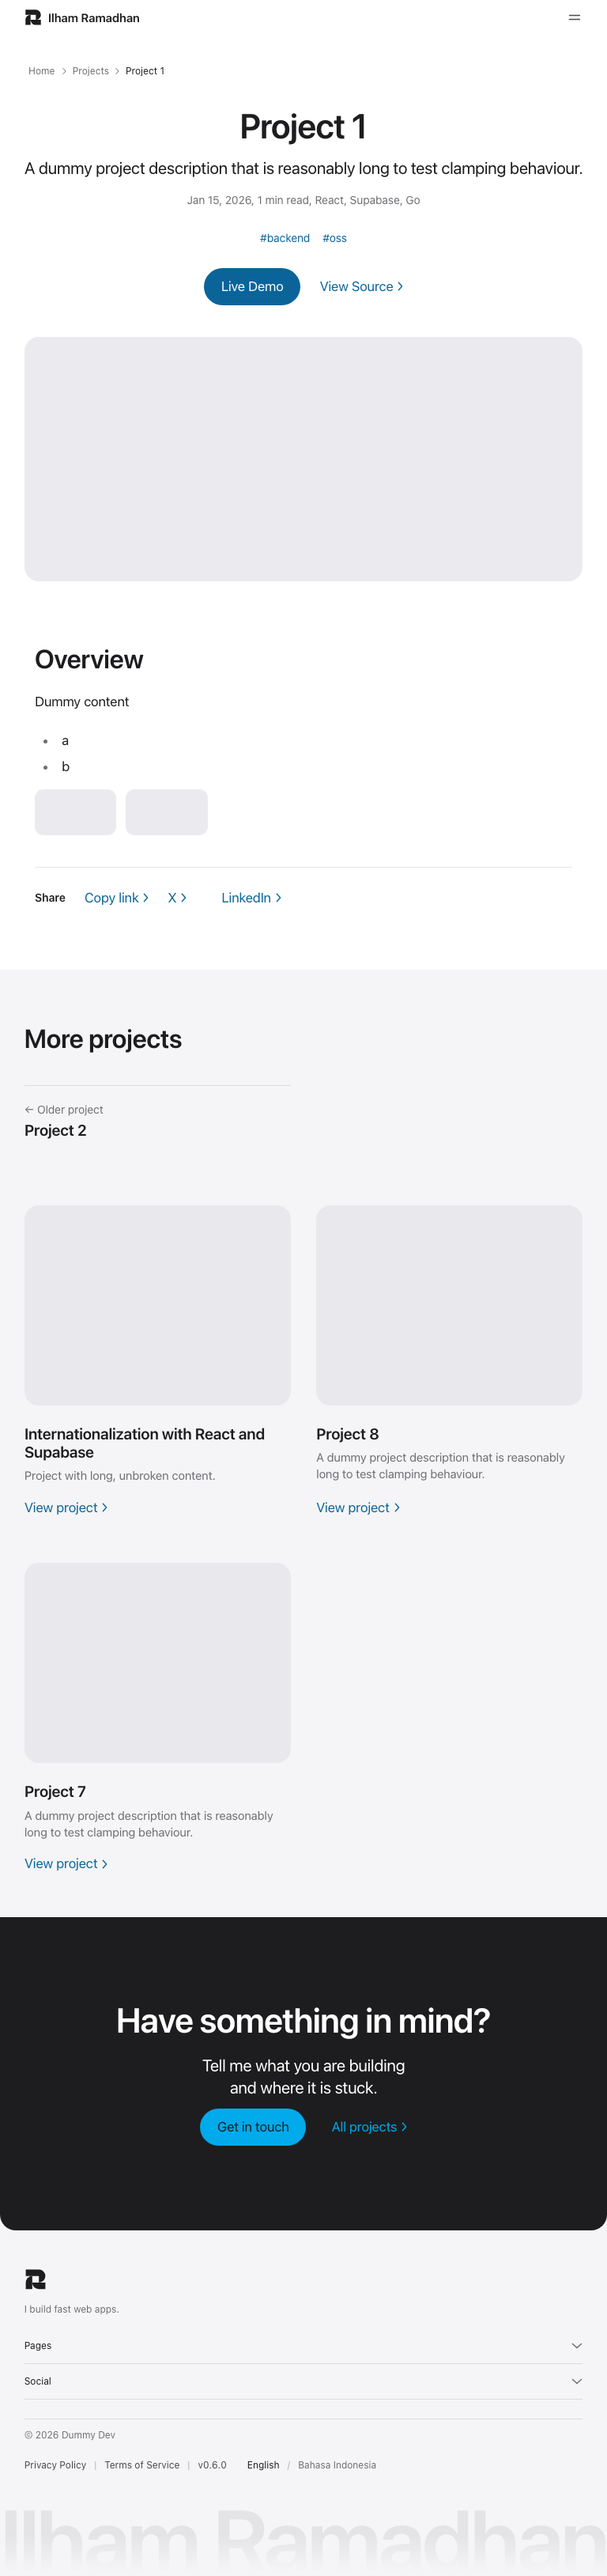 Ilham Ramadhan
Home > Projects > Project 1
Project 1
A dummy project description that is reasonably long to test clamping behaviour.
Jan 15, 2026, 1 min read, React, Supabase, Go
#backend #oss
Live Demo View Source >
Overview
Dummy content
• a
• b
Share Copy link > X > LinkedIn >
More projects
← Older project
Project 2
Internationalization with React and
Supabase
Project with long, unbroken content.
View project >
Project 8
A dummy project description that is reasonably
long to test clamping behaviour.
View project >
Project 7
A dummy project description that is reasonably
long to test clamping behaviour.
View project >
Have something in mind?
Tell me what you are building
and where it is stuck.
Get in touch All projects >
I build fast web apps.
Pages
Social
© 2026 Dummy Dev
Privacy Policy | Terms of Service | v0.6.0 English / Bahasa Indonesia
Ilham Ramadhan